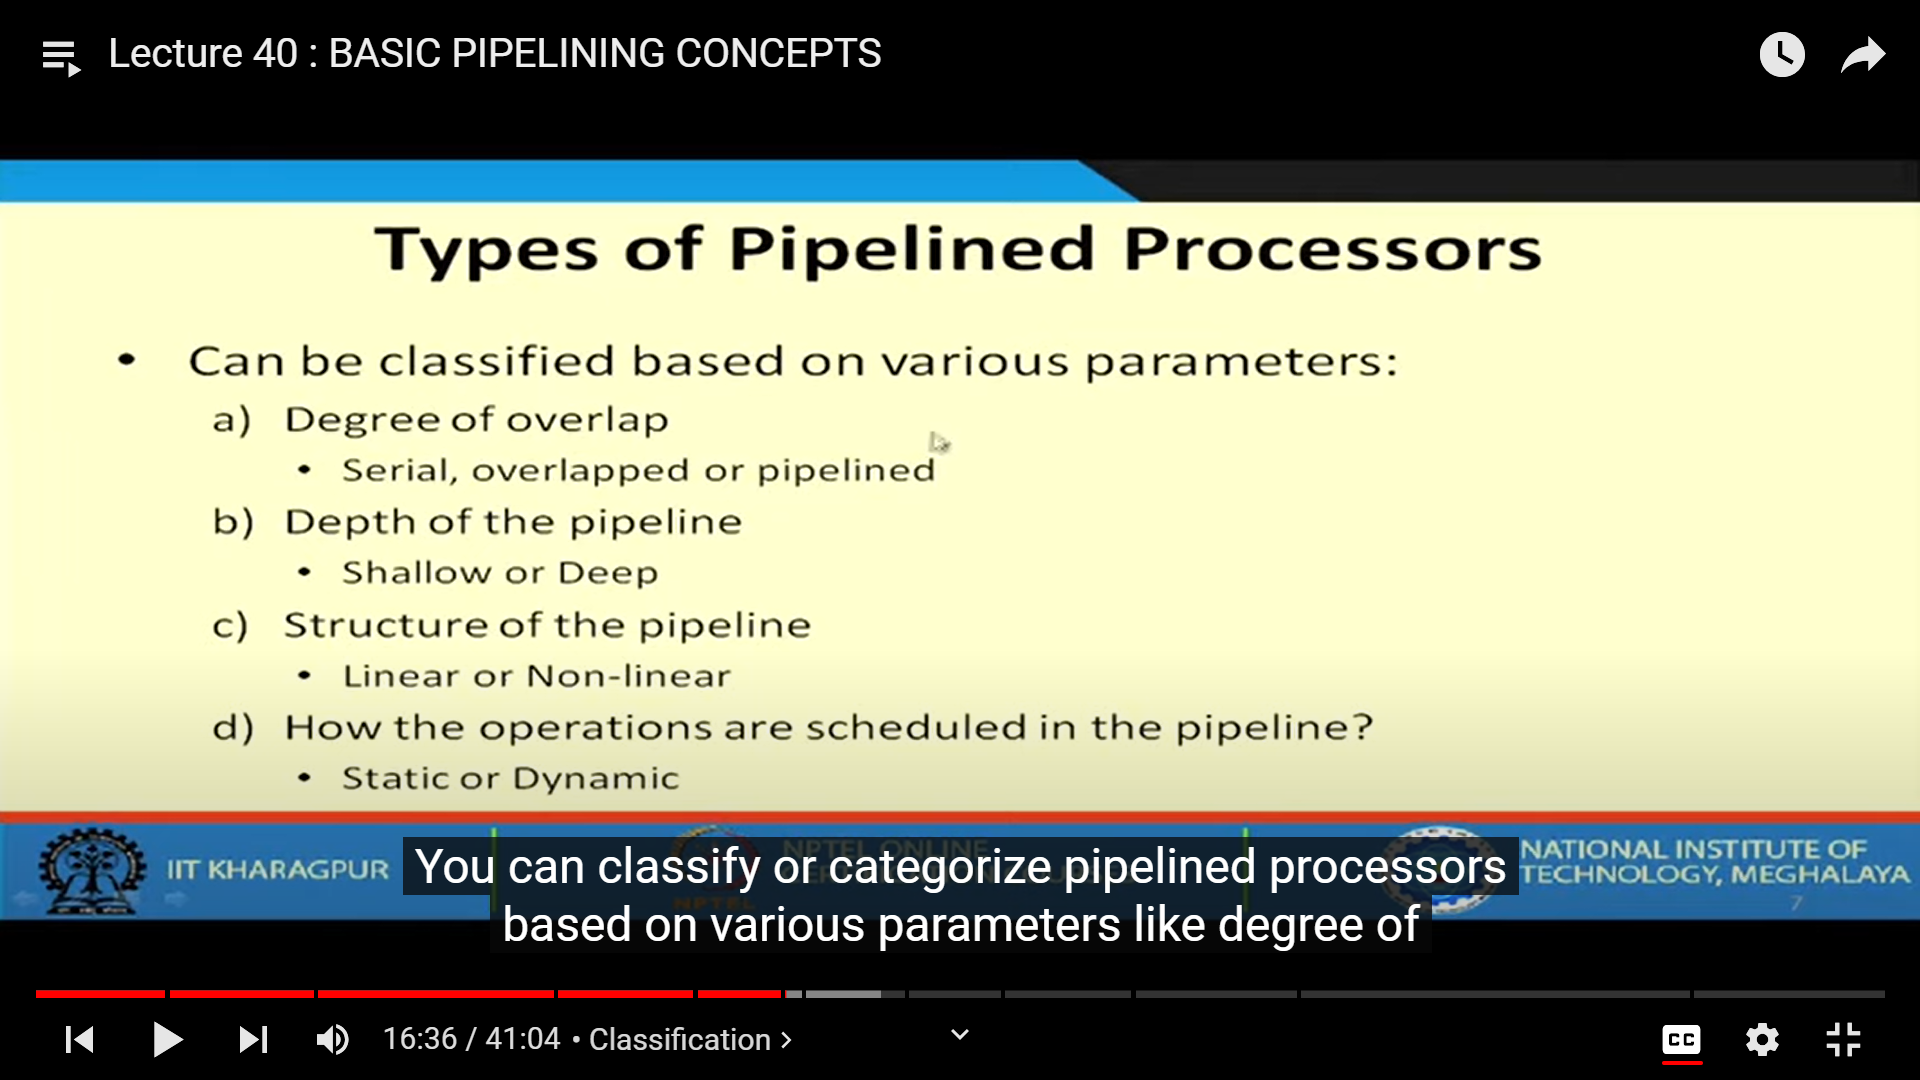 Lecture 40 : BASIC PIPELINING CONCEPTS
Types of Pipelined Processors
• Can be classified based on various parameters:
a) Degree of overlap
• Serial, overlapped or pipelined
b) Depth of the pipeline
• Shallow or Deep
c) Structure of the pipeline
• Linear or Non-linear
d) How the operations are scheduled in the pipeline?
• Static or Dynamic
IIT KHARAGPUR
NPTEL ONLINE
NPTEL
NATIONAL INSTITUTE OF
TECHNOLOGY, MEGHALAYA
7
You can classify or categorize pipelined processors
based on various parameters like degree of
16:36 / 41:04 • Classification >
CC